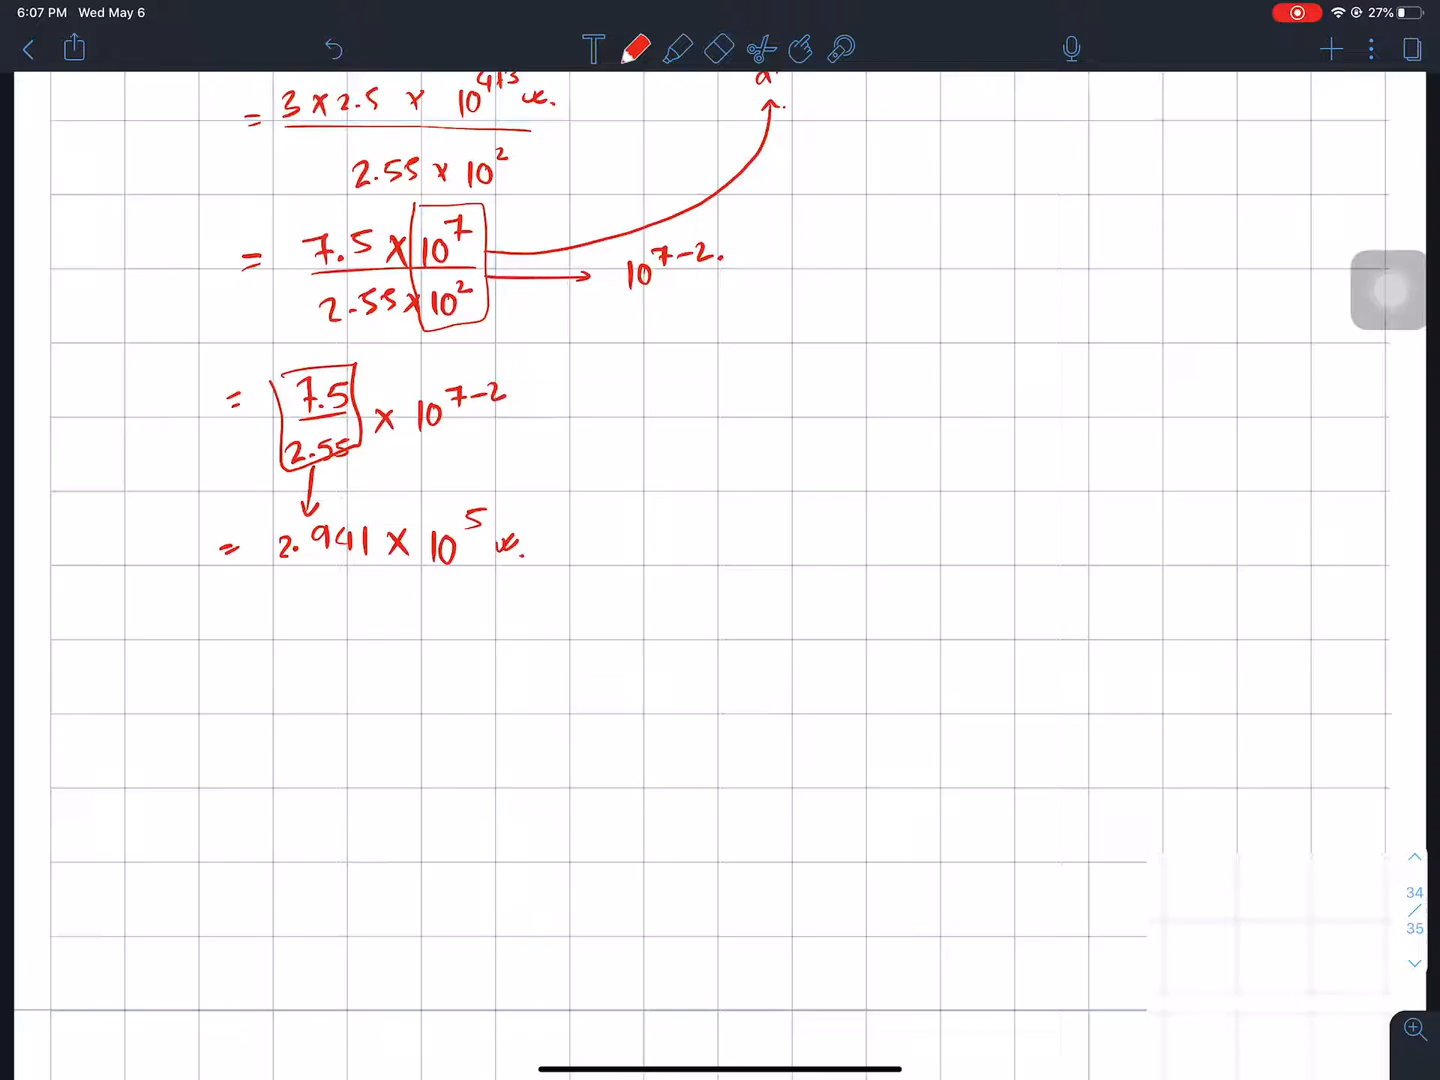 6:07 PM Wed May 6
27%
T
= 3 × 2.5 × 10^4+3
2.55 × 10^2
a
= 7.5 × 10^7
2.55 × 10^2
10^7-2.
= 7.5 × 10^7-2
2.55
= 2.941 × 10^5
34
/
35